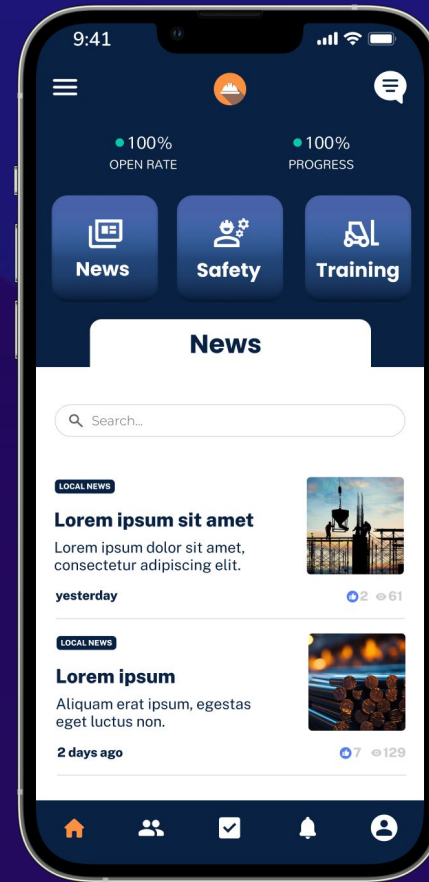 9:41
100% 100%
OPEN RATE PROGRESS
News Safety Training
News
Search...
LOCAL NEWS
Lorem ipsum sit amet
Lorem ipsum dolor sit amet,
consectetur adipiscing elit.
yesterday 2 61
LOCAL NEWS
Lorem ipsum
Aliquam erat ipsum, egestas
eget luctus non.
2 days ago 7 129